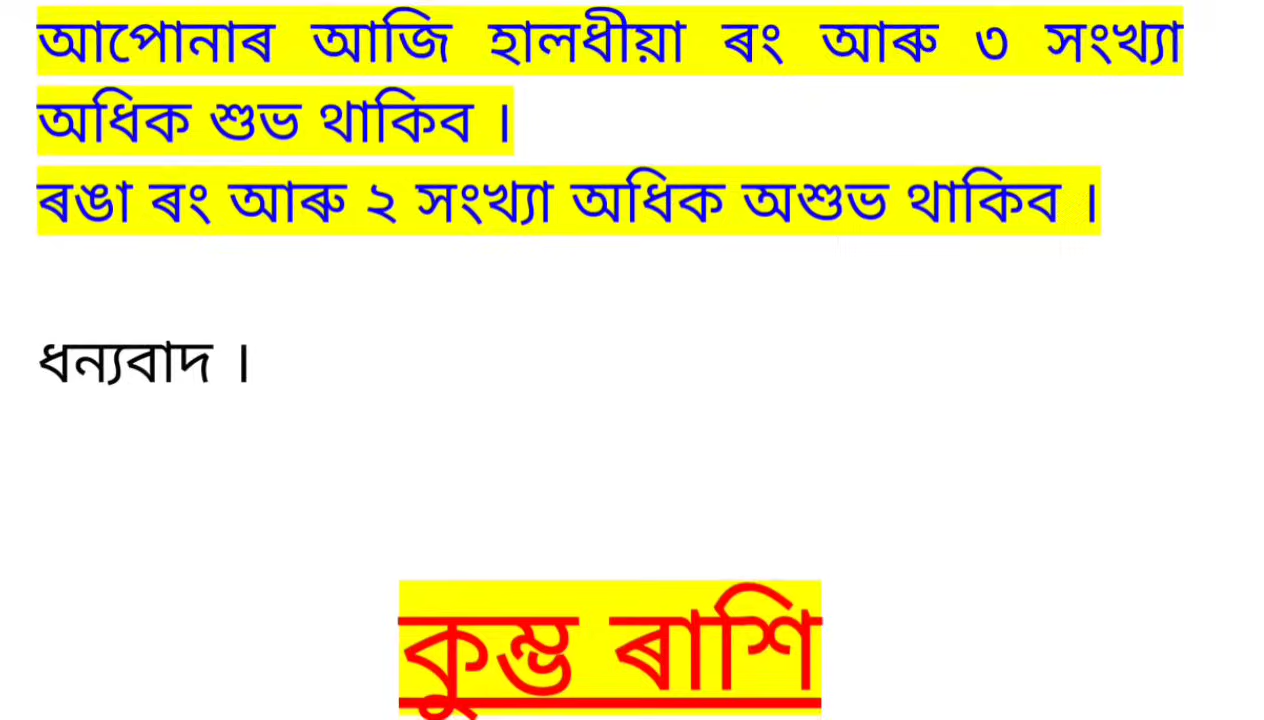 আপোনাৰ আজি হালধীয়া ৰং আৰু ৩ সংখ্যা
অধিক শুভ থাকিব ।
ৰঙা ৰং আৰু ২ সংখ্যা অধিক অশুভ থাকিব ।
ধন্যবাদ ।
কুম্ভ ৰাশি